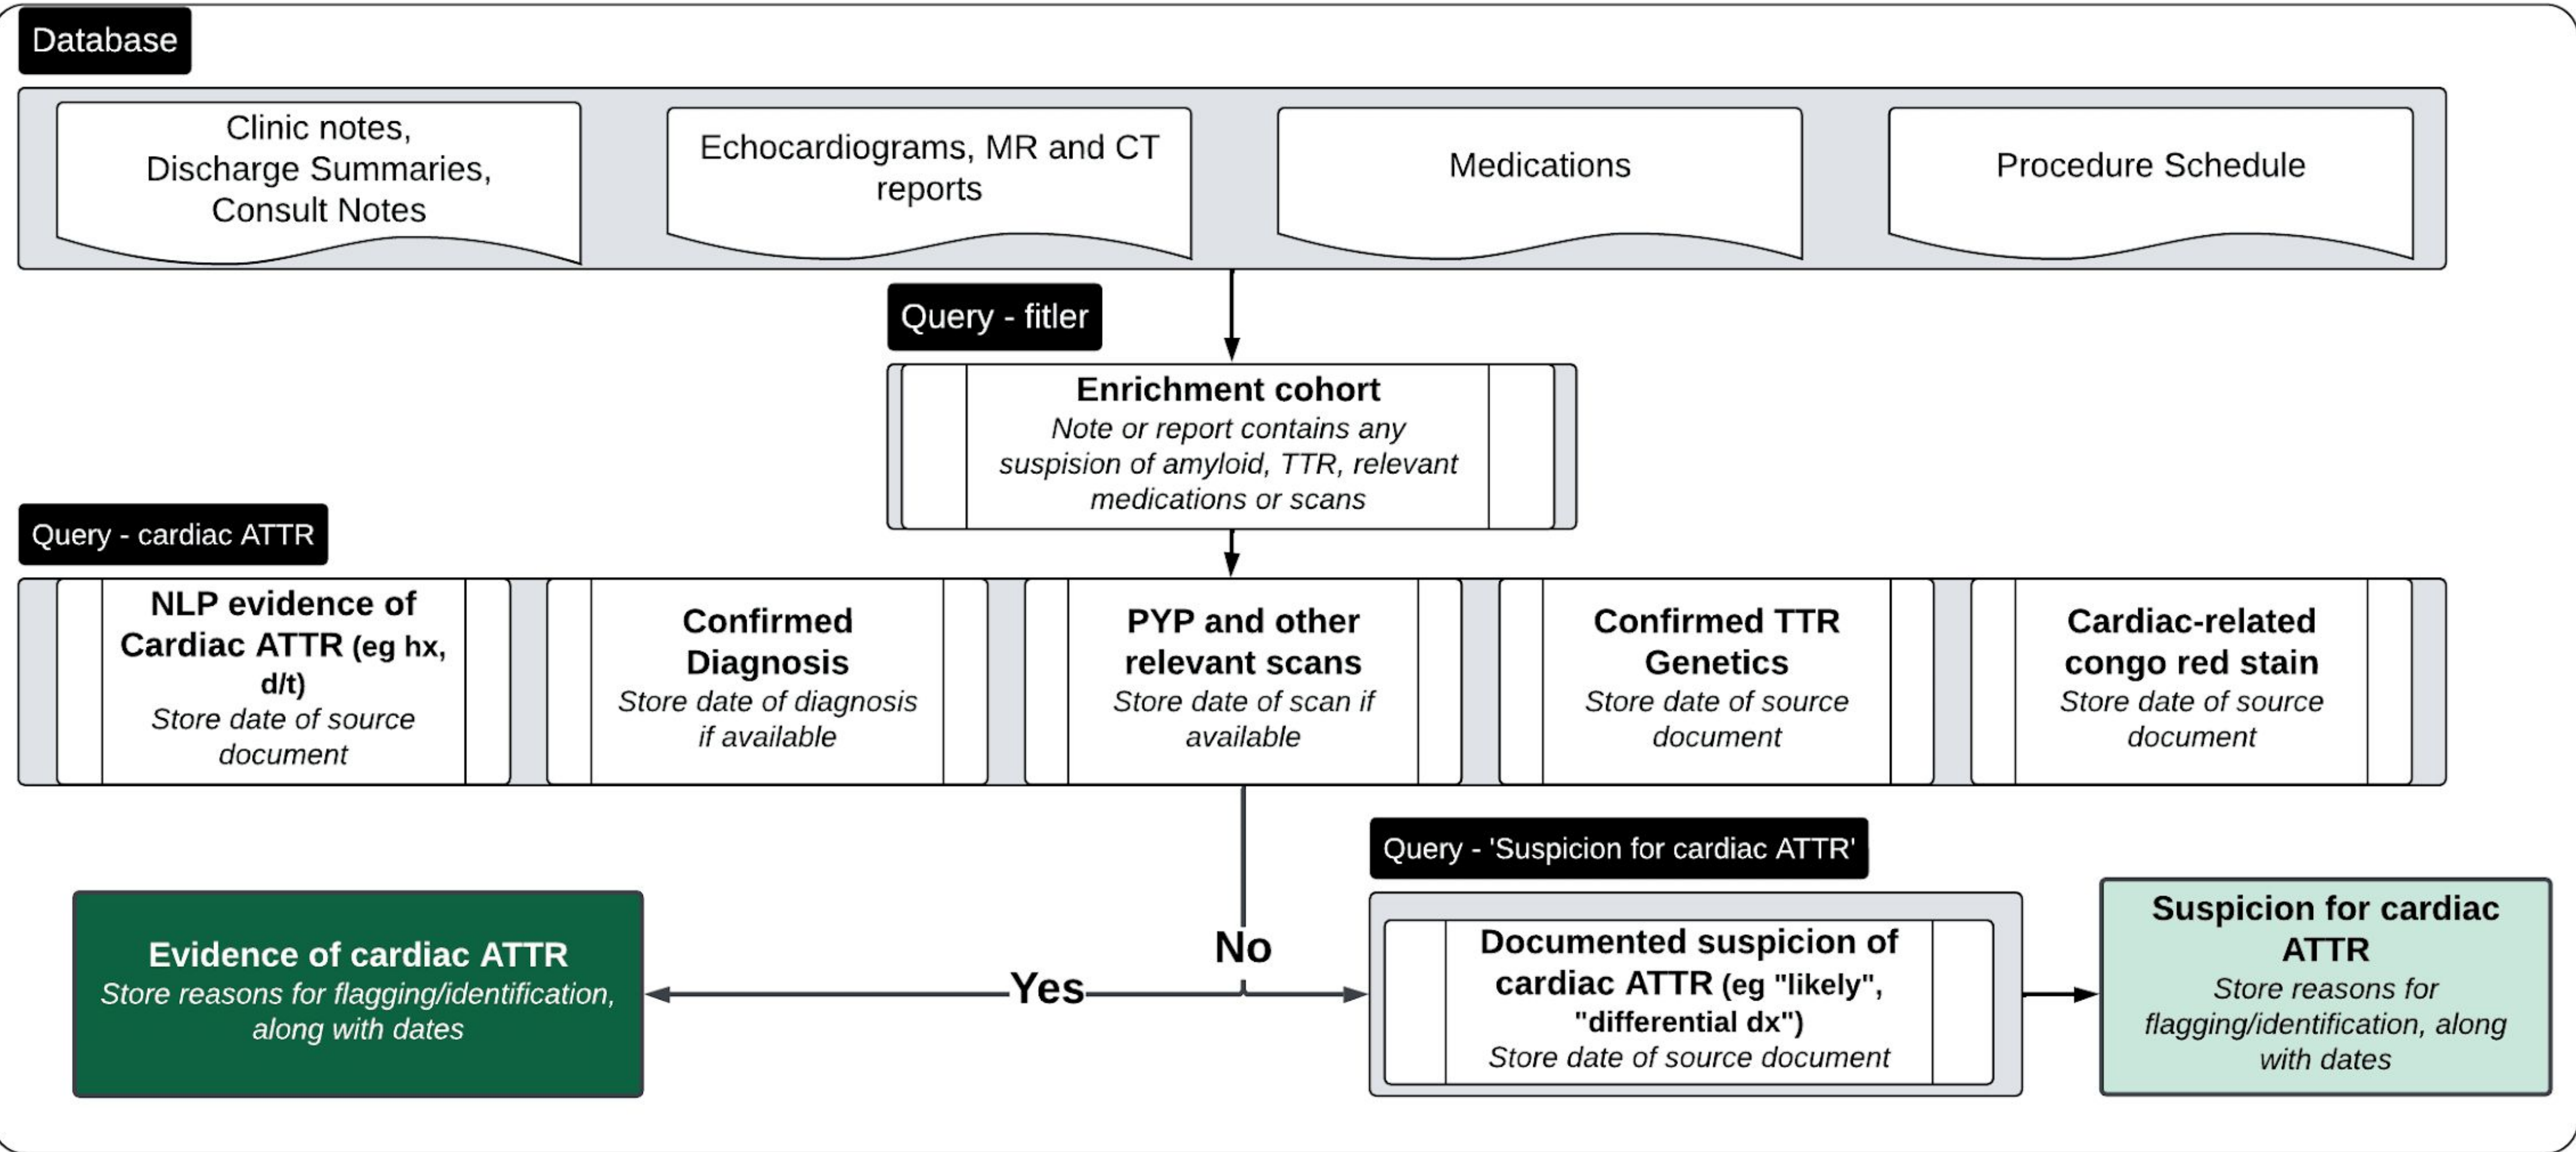 Database
Clinic notes,
Discharge Summaries,
Consult Notes
Echocardiograms, MR and CT
reports
Medications
Procedure Schedule
Query - fitler
Enrichment cohort
Note or report contains any
suspision of amyloid, TTR, relevant
medications or scans
Query - cardiac ATTR
NLP evidence of
Cardiac ATTR (eg hx,
d/t)
Store date of source
document
Confirmed
Diagnosis
Store date of diagnosis
if available
PYP and other
relevant scans
Store date of scan if
available
Confirmed TTR
Genetics
Store date of source
document
Cardiac-related
congo red stain
Store date of source
document
Query - 'Suspicion for cardiac ATTR'
Evidence of cardiac ATTR
Store reasons for flagging/identification,
along with dates
Yes
No
Documented suspicion of
cardiac ATTR (eg "likely",
"differential dx")
Store date of source document
Suspicion for cardiac
ATTR
Store reasons for
flagging/identification, along
with dates